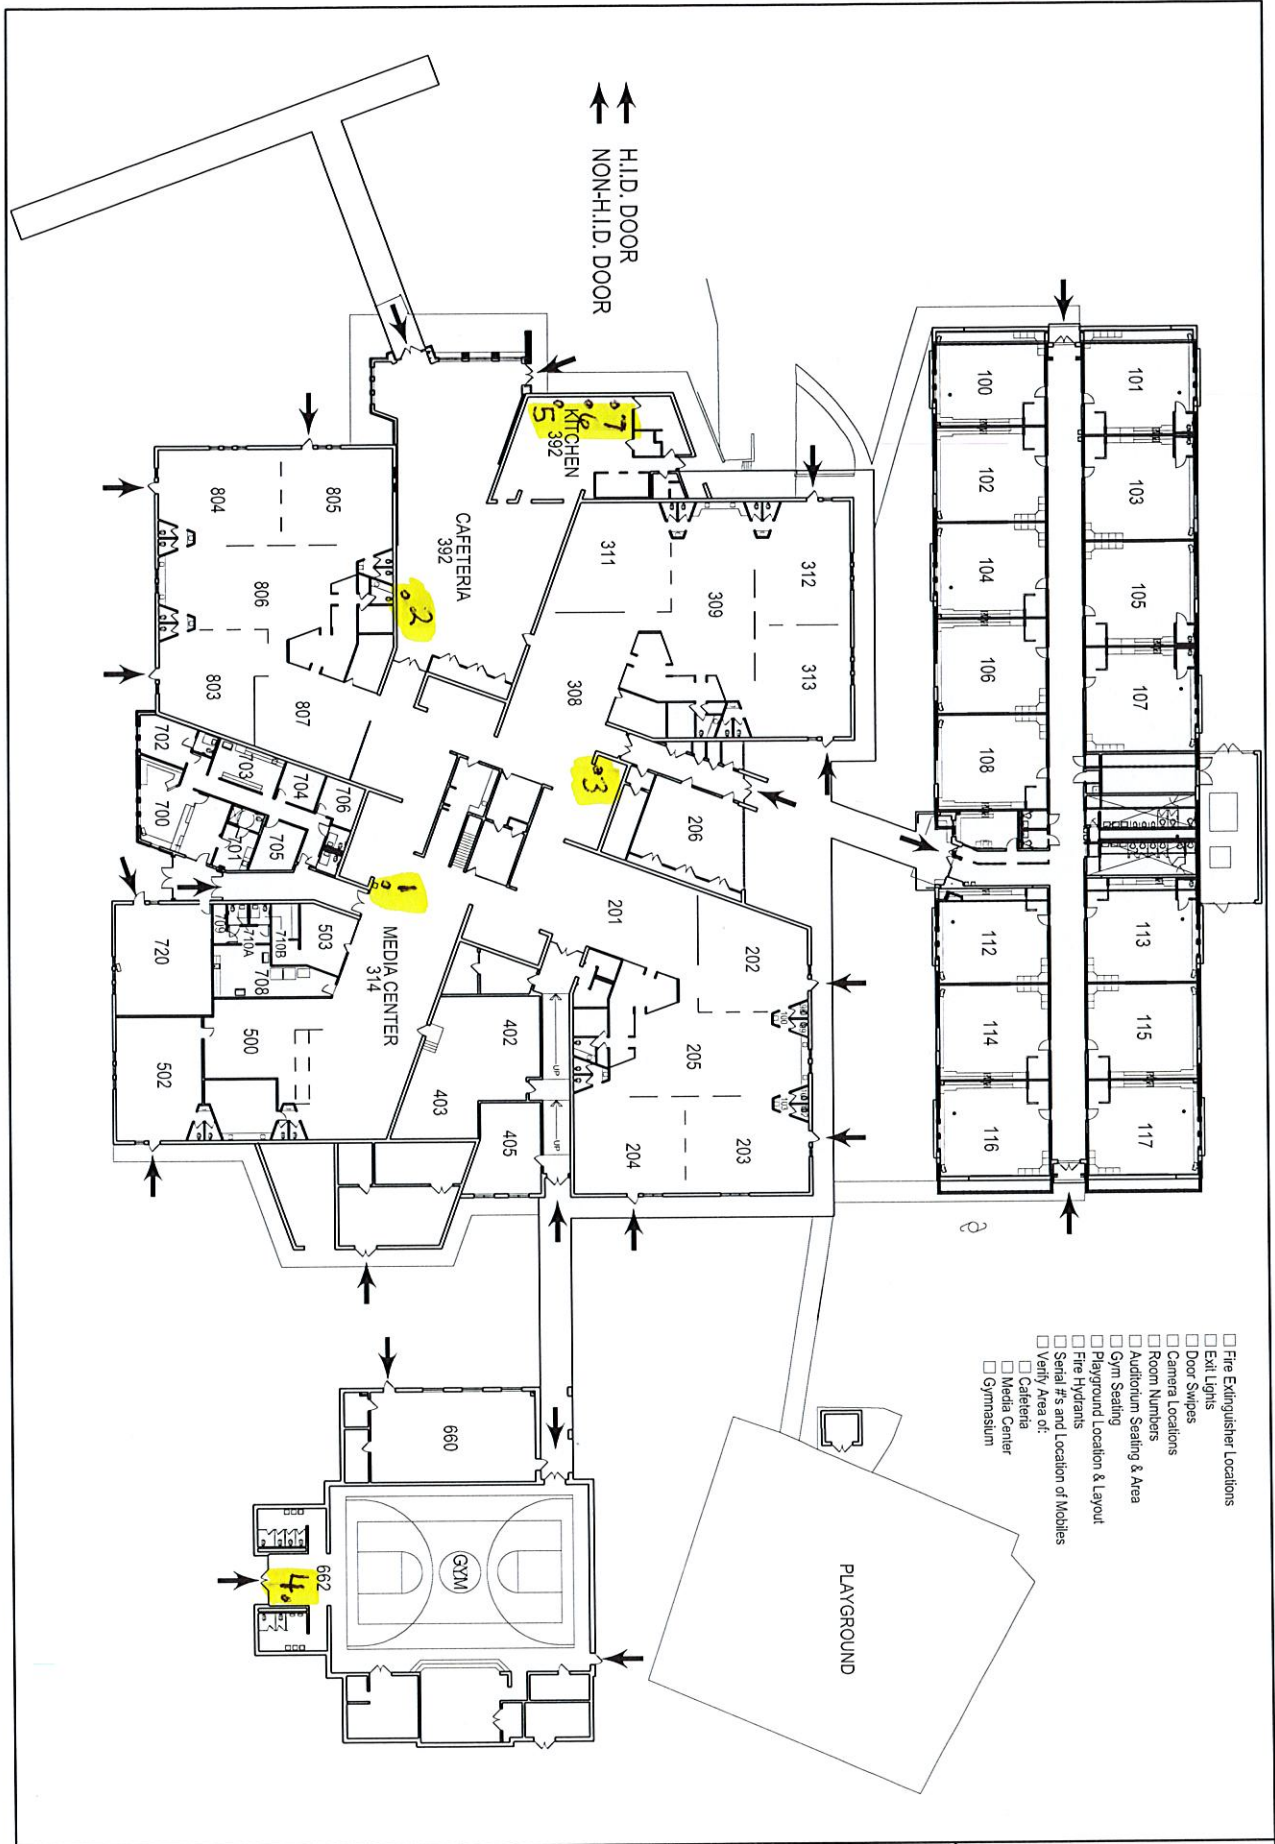 ☐ Fire Extinguisher Locations
☐ Exit Lights
☐ Door Swipes
☐ Camera Locations
☐ Room Numbers
☐ Auditorium Seating & Area
☐ Gym Seating
☐ Playground Location & Layout
☐ Fire Hydrants
☐ Serial #'s and Location of Mobiles
☐ Verify Area of:
☐ Cafeteria
☐ Media Center
☐ Gymnasium
101
103
105
107
113
115
117
100
102
104
106
108
112
114
116
PLAYGROUND
H.I.D. DOOR
NON-H.I.D. DOOR
312
313
309
311
308
206
202
203
201
205
204
7
6
5
KITCHEN
392
3
CAFETERIA
392
2
402
405
403
UP
UP
MEDIA CENTER
314
1
660
GYM
662
4
805
804
806
807
803
706
704
703
702
705
701
700
503
710B
710A
709
708
500
720
502